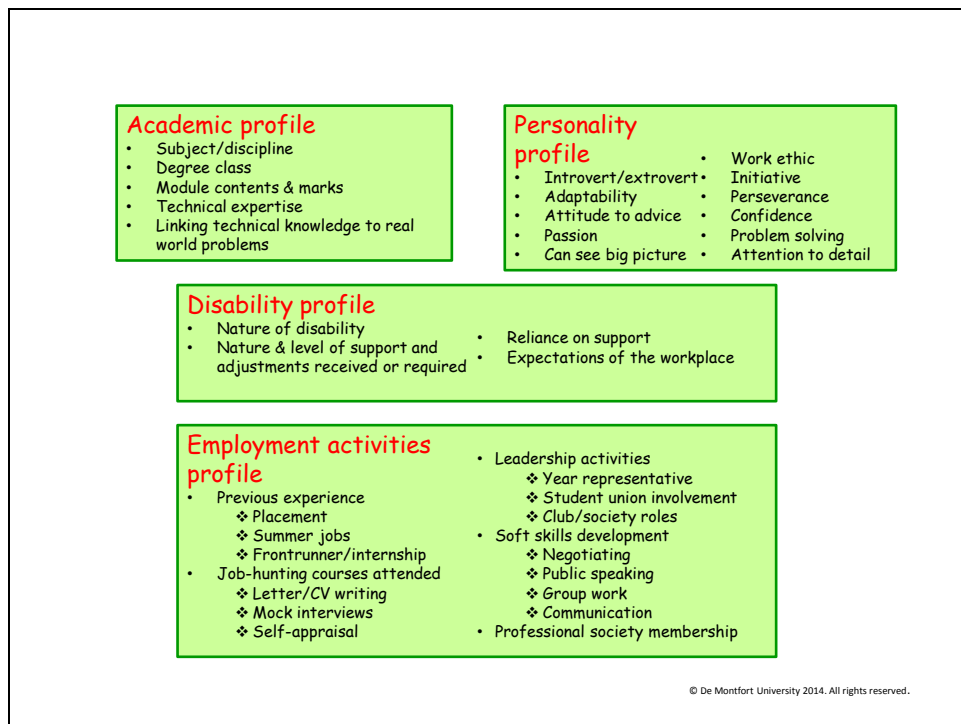 Academic profile
• Subject/discipline
• Degree class
• Module contents & marks
• Technical expertise
• Linking technical knowledge to real
world problems
Personality
profile
• Introvert/extrovert
• Adaptability
• Attitude to advice
• Passion
• Can see big picture
• Work ethic
• Initiative
• Perseverance
• Confidence
• Problem solving
• Attention to detail
Disability profile
• Nature of disability
• Nature & level of support and
adjustments received or required
• Reliance on support
• Expectations of the workplace
Employment activities
profile
• Previous experience
❖ Placement
❖ Summer jobs
❖ Frontrunner/internship
• Job-hunting courses attended
❖ Letter/CV writing
❖ Mock interviews
❖ Self-appraisal
• Leadership activities
❖ Year representative
❖ Student union involvement
❖ Club/society roles
• Soft skills development
❖ Negotiating
❖ Public speaking
❖ Group work
❖ Communication
• Professional society membership
© De Montfort University 2014. All rights reserved.